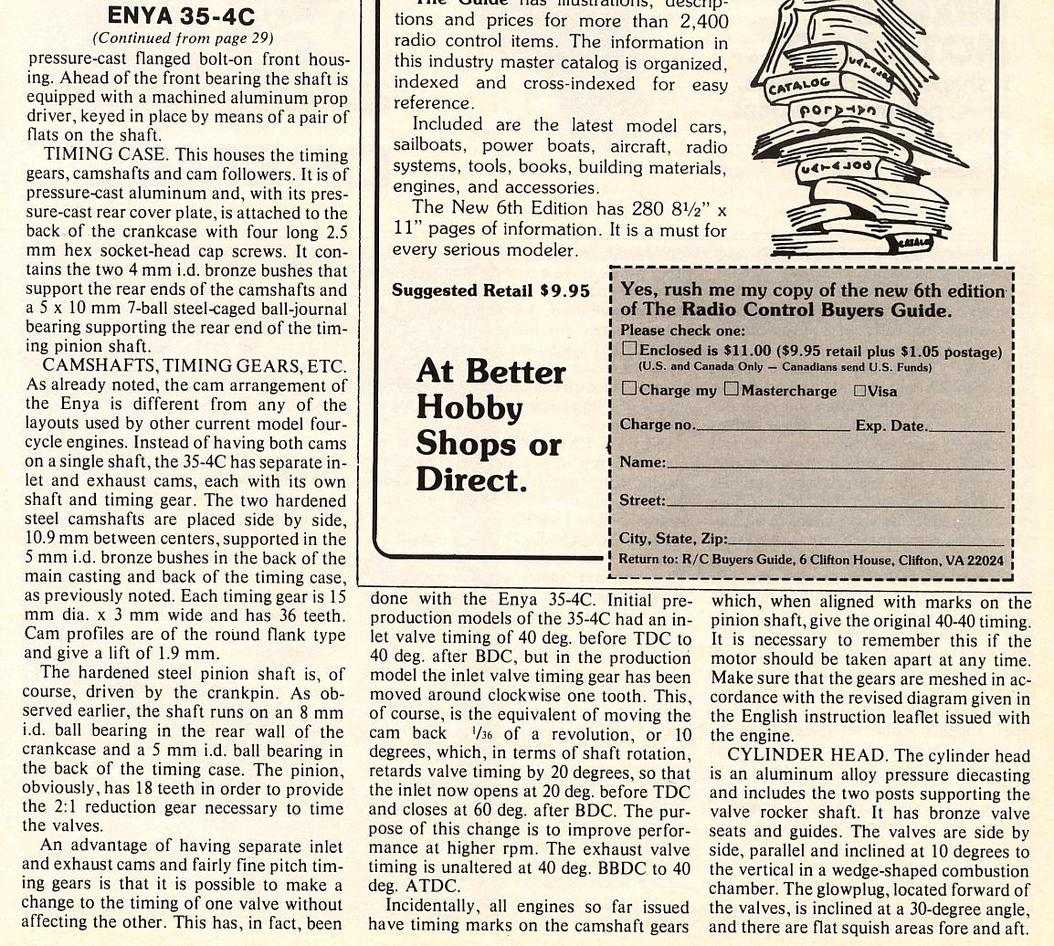 ENYA 35-4C
(Continued from page 29)
pressure-cast flanged bolt-on front hous-
ing. Ahead of the front bearing the shaft is
equipped with a machined aluminum prop
driver, keyed in place by means of a pair of
flats on the shaft.
TIMING CASE. This houses the timing
gears, camshafts and cam followers. It is of
pressure-cast aluminum and, with its pres-
sure-cast rear cover plate, is attached to the
back of the crankcase with four long 2.5
mm hex socket-head cap screws. It con-
tains the two 4 mm i.d. bronze bushes that
support the rear ends of the camshafts and
a 5 x 10 mm 7-ball steel-caged ball-journal
bearing supporting the rear end of the tim-
ing pinion shaft.
CAMSHAFTS, TIMING GEARS, ETC.
As already noted, the cam arrangement of
the Enya is different from any of the
layouts used by other current model four-
cycle engines. Instead of having both cams
on a single shaft, the 35-4C has separate in-
let and exhaust cams, each with its own
shaft and timing gear. The two hardened
steel camshafts are placed side by side,
10.9 mm between centers, supported in the
5 mm i.d. bronze bushes in the back of the
main casting and back of the timing case,
as previously noted. Each timing gear is 15
mm dia. x 3 mm wide and has 36 teeth.
Cam profiles are of the round flank type
and give a lift of 1.9 mm.
The hardened steel pinion shaft is, of
course, driven by the crankpin. As ob-
served earlier, the shaft runs on an 8 mm
i.d. ball bearing in the rear wall of the
crankcase and a 5 mm i.d. ball bearing in
the back of the timing case. The pinion,
obviously, has 18 teeth in order to provide
the 2:1 reduction gear necessary to time
the valves.
An advantage of having separate inlet
and exhaust cams and fairly fine pitch tim-
ing gears is that it is possible to make a
change to the timing of one valve without
affecting the other. This has, in fact, been
The Guide has illustrations, descrip-
tions and prices for more than 2,400
radio control items. The information in
this industry master catalog is organized,
indexed and cross-indexed for easy
reference.
Included are the latest model cars,
sailboats, power boats, aircraft, radio
systems, tools, books, building materials,
engines, and accessories.
The New 6th Edition has 280 8½" x
11" pages of information. It is a must for
every serious modeler.
CATALOG
CATALOG
Suggested Retail $9.95
At Better
Hobby
Shops or
Direct.
Yes, rush me my copy of the new 6th edition
of The Radio Control Buyers Guide.
Please check one:
☐Enclosed is $11.00 ($9.95 retail plus $1.05 postage)
(U.S. and Canada Only — Canadians send U.S. Funds)
☐Charge my ☐Mastercharge ☐Visa
Charge no. Exp. Date.
Name:
Street:
City, State, Zip:
Return to: R/C Buyers Guide, 6 Clifton House, Clifton, VA 22024
done with the Enya 35-4C. Initial pre-
production models of the 35-4C had an in-
let valve timing of 40 deg. before TDC to
40 deg. after BDC, but in the production
model the inlet valve timing gear has been
moved around clockwise one tooth. This,
of course, is the equivalent of moving the
cam back 1/36 of a revolution, or 10
degrees, which, in terms of shaft rotation,
retards valve timing by 20 degrees, so that
the inlet now opens at 20 deg. before TDC
and closes at 60 deg. after BDC. The pur-
pose of this change is to improve perfor-
mance at higher rpm. The exhaust valve
timing is unaltered at 40 deg. BBDC to 40
deg. ATDC.
Incidentally, all engines so far issued
have timing marks on the camshaft gears
which, when aligned with marks on the
pinion shaft, give the original 40-40 timing.
It is necessary to remember this if the
motor should be taken apart at any time.
Make sure that the gears are meshed in ac-
cordance with the revised diagram given in
the English instruction leaflet issued with
the engine.
CYLINDER HEAD. The cylinder head
is an aluminum alloy pressure diecasting
and includes the two posts supporting the
valve rocker shaft. It has bronze valve
seats and guides. The valves are side by
side, parallel and inclined at 10 degrees to
the vertical in a wedge-shaped combustion
chamber. The glowplug, located forward of
the valves, is inclined at a 30-degree angle,
and there are flat squish areas fore and aft.